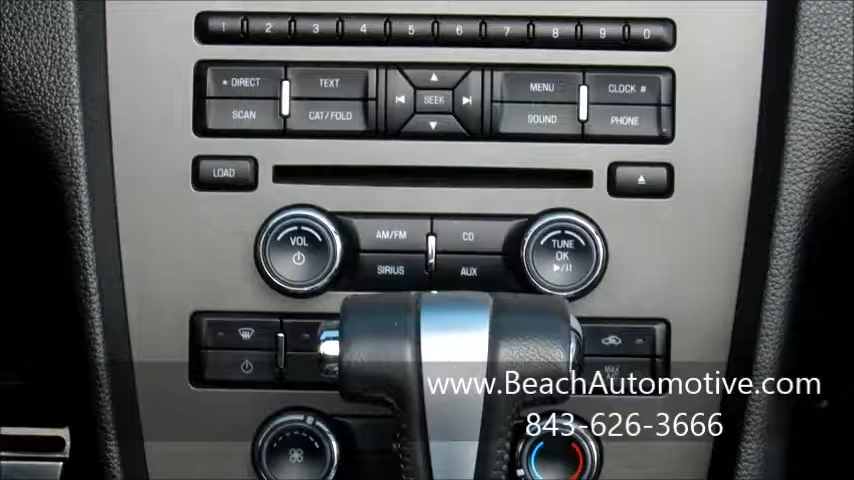 1 2 3 4 5 6 7 8 9 0
* DIRECT TEXT SEEK MENU CLOCK #
SCAN CAT/FOLD SOUND PHONE
LOAD
VOL AM/FM CD TUNE
OK
SIRIUS AUX
MAX
A/C
www.BeachAutomotive.com
843-626-3666